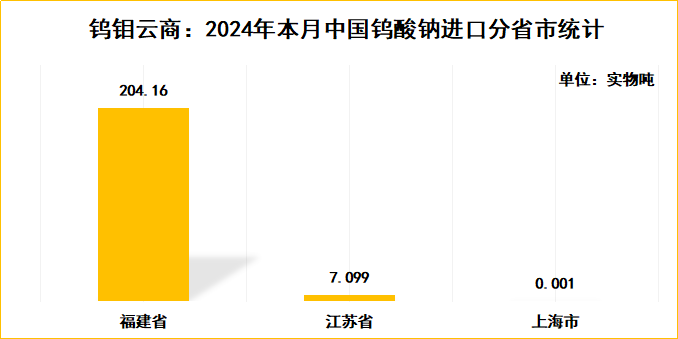 钨钼云商：2024年本月中国钨酸钠进口分省市统计
单位：实物吨
204.16
7.099
0.001
福建省
江苏省
上海市